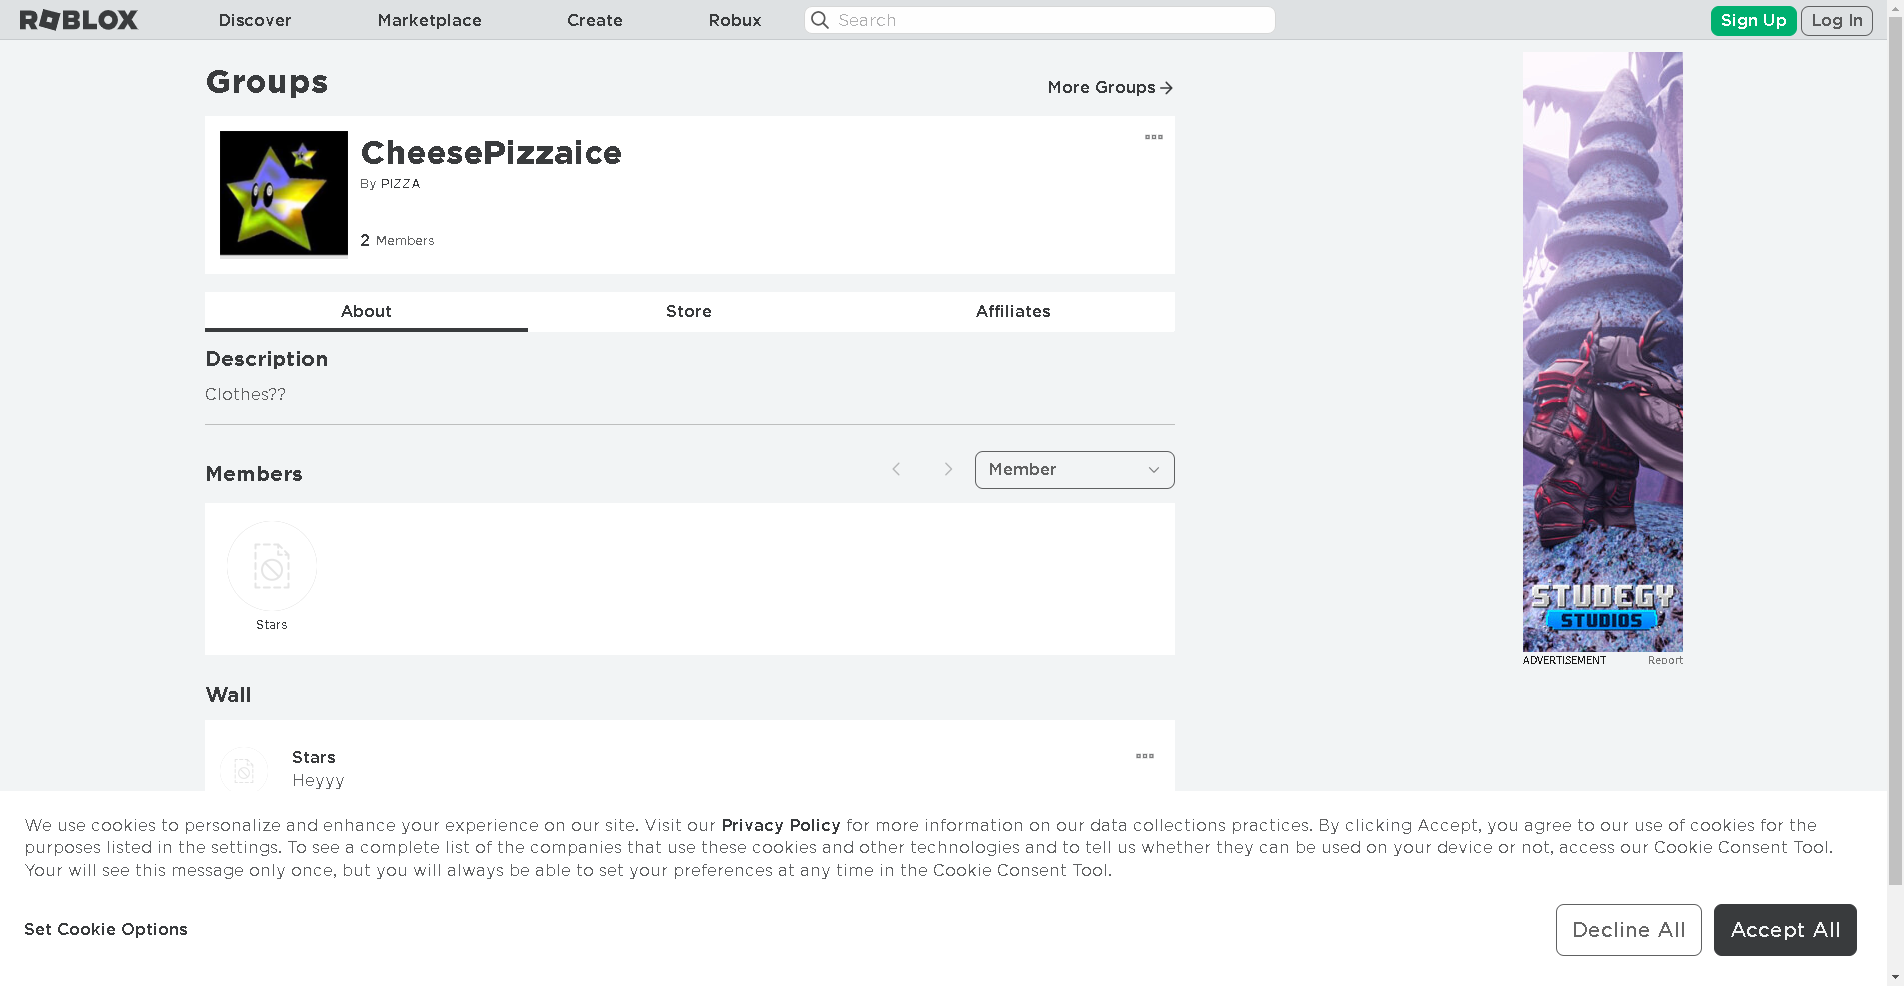 ROBLOX Discover Marketplace Create Robux Search Sign Up Log In
Groups
More Groups
CheesePizzaice
By PIZZA
2 Members
About Store Affiliates
Description
Clothes??
Members
Member
Stars
Wall
Stars
Heyyy
STUDEGY
STUDIOS
ADVERTISEMENT Report
We use cookies to personalize and enhance your experience on our site. Visit our Privacy Policy for more information on our data collections practices. By clicking Accept, you agree to our use of cookies for the
purposes listed in the settings. To see a complete list of the companies that use these cookies and other technologies and to tell us whether they can be used on your device or not, access our Cookie Consent Tool.
Your will see this message only once, but you will always be able to set your preferences at any time in the Cookie Consent Tool.
Set Cookie Options
Decline All Accept All